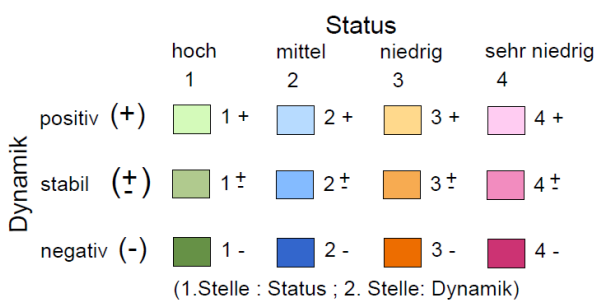 Status
hoch mittel niedrig sehr niedrig
1 2 3 4
Dynamik
positiv (+) 1 + 2 + 3 + 4 +
stabil (±) 1 ± 2 ± 3 ± 4 ±
negativ (-) 1 - 2 - 3 - 4 -
(1.Stelle : Status ; 2. Stelle: Dynamik)